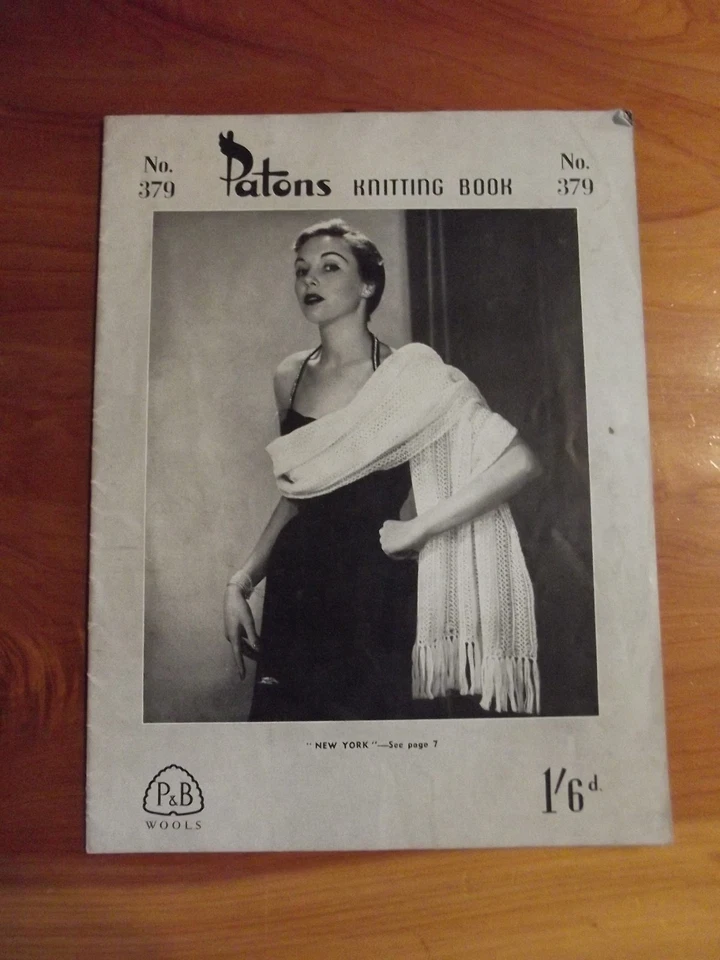 No. 379
Patons KNITTING BOOK
No. 379
"NEW YORK"—See page 7
P&B
WOOLS
1/6d.